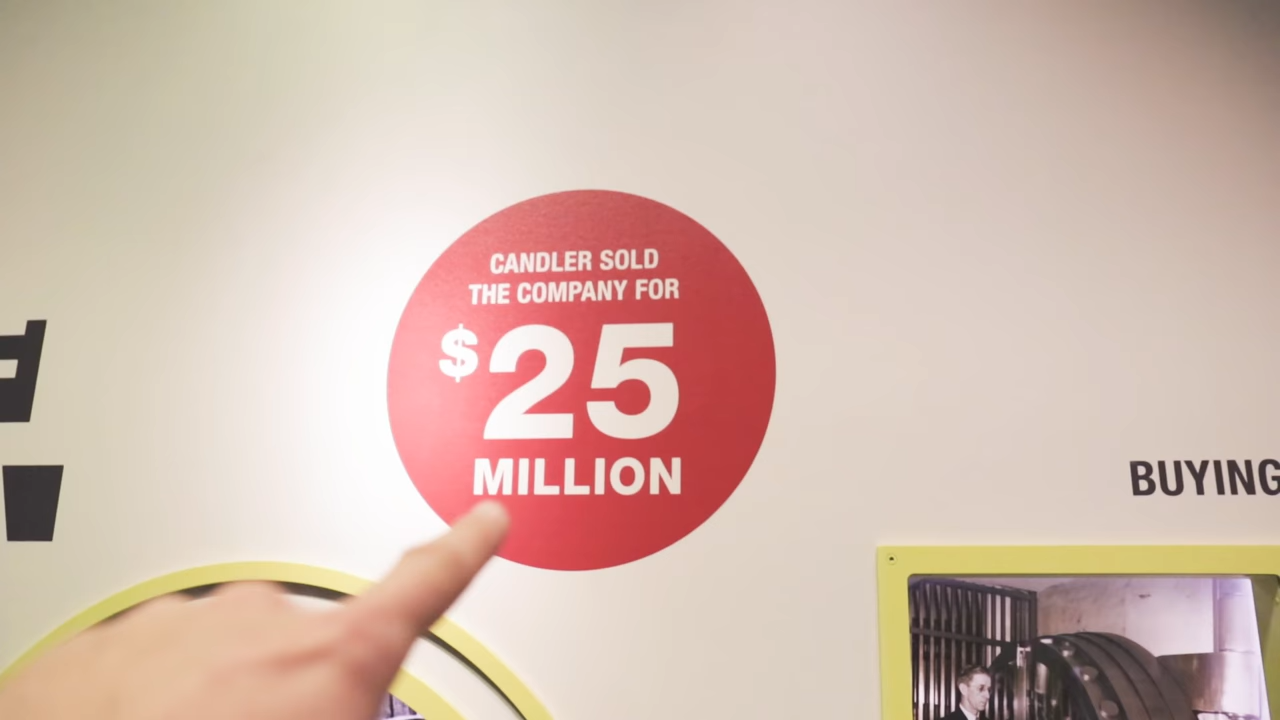 CANDLER SOLD
THE COMPANY FOR
$25
MILLION
BUYING